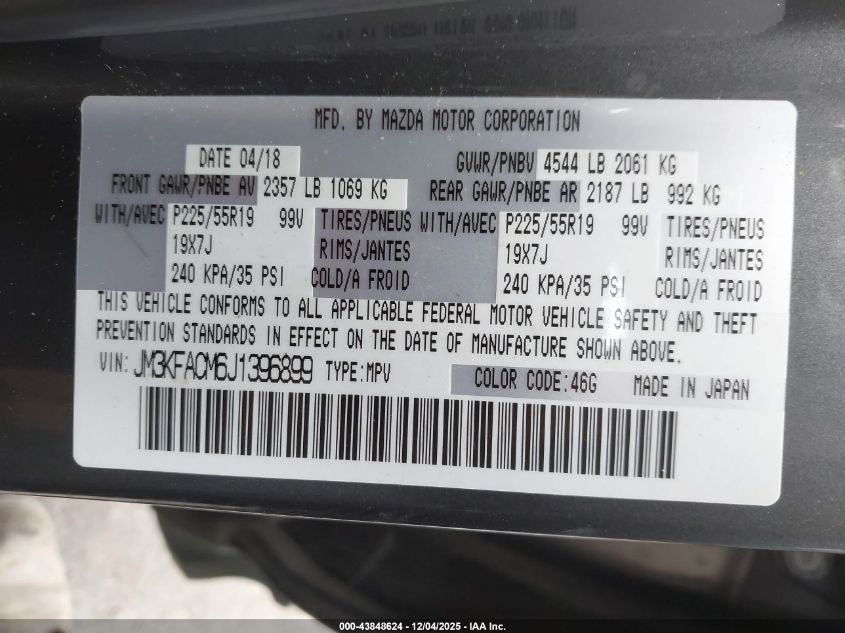 MFD. BY MAZDA MOTOR CORPORATION
DATE 04/18 GVWR/PNBV 4544 LB 2061 KG
FRONT GAWR/PNBE AV 2357 LB 1069 KG REAR GAWR/PNBE AR 2187 LB 992 KG
WITH/AVEC P225/55R19 99V TIRES/PNEUS WITH/AVEC P225/55R19 99V TIRES/PNEUS
19X7J RIMS/JANTES 19X7J RIMS/JANTES
240 KPA/35 PSI COLD/A FROID 240 KPA/35 PSI COLD/A FROID
THIS VEHICLE CONFORMS TO ALL APPLICABLE FEDERAL MOTOR VEHICLE SAFETY AND THEFT
PREVENTION STANDARDS IN EFFECT ON THE DATE OF MANUFACTURE SHOWN ABOVE.
VIN: JM3KFACM6J1396899 TYPE:MPV COLOR CODE:46G MADE IN JAPAN
000-43848624 - 12/04/2025 - IAA Inc.